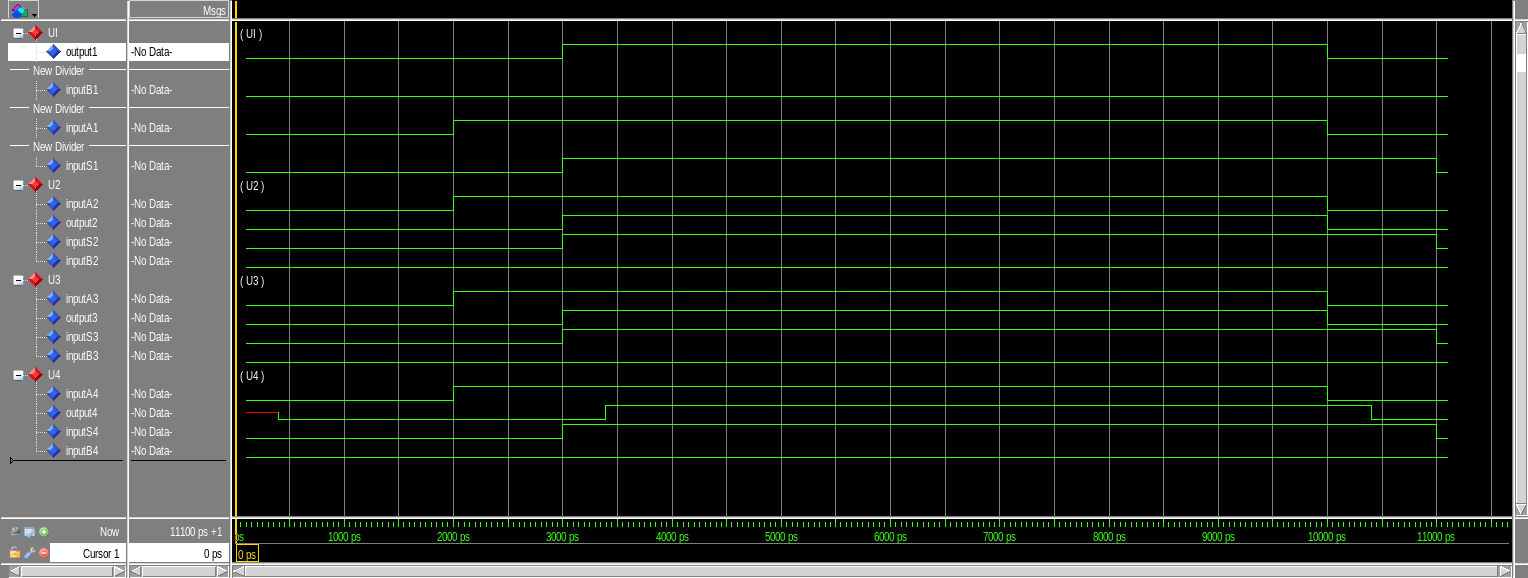 Msgs
UI
( UI )
output1 -No Data-
New Divider
inputB1 -No Data-
New Divider
inputA1 -No Data-
New Divider
inputS1 -No Data-
U2
( U2 )
inputA2 -No Data-
output2 -No Data-
inputS2 -No Data-
inputB2 -No Data-
U3
( U3 )
inputA3 -No Data-
output3 -No Data-
inputS3 -No Data-
inputB3 -No Data-
U4
( U4 )
inputA4 -No Data-
output4 -No Data-
inputS4 -No Data-
inputB4 -No Data-
Now 11100 ps +1
ps 1000 ps 2000 ps 3000 ps 4000 ps 5000 ps 6000 ps 7000 ps 8000 ps 9000 ps 10000 ps 11000 ps
Cursor 1 0 ps 0 ps